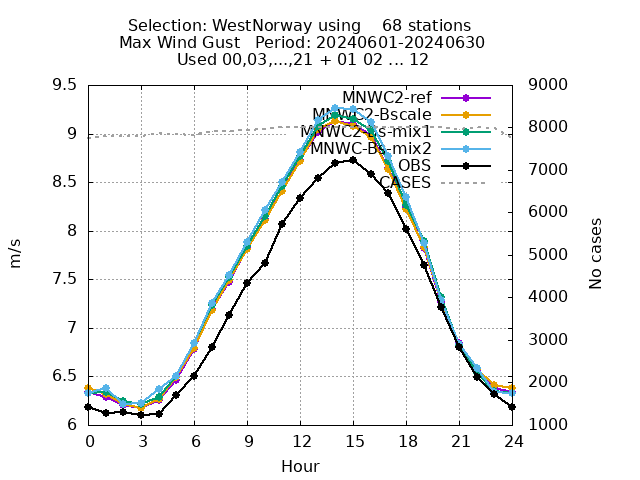 Selection: WestNorway using 68 stations
Max Wind Gust Period: 20240601-20240630
Used 00,03,...,21 + 01 02 ... 12
9.5
9
8.5
8
7.5
7
6.5
6
m/s
9000
8000
7000
6000
5000
4000
3000
2000
1000
No cases
MNWC2-ref
MNWC2-Bscale
MNWC2-Bs-mix1
MNWC-Bs-mix2
OBS
CASES
0 3 6 9 12 15 18 21 24
Hour